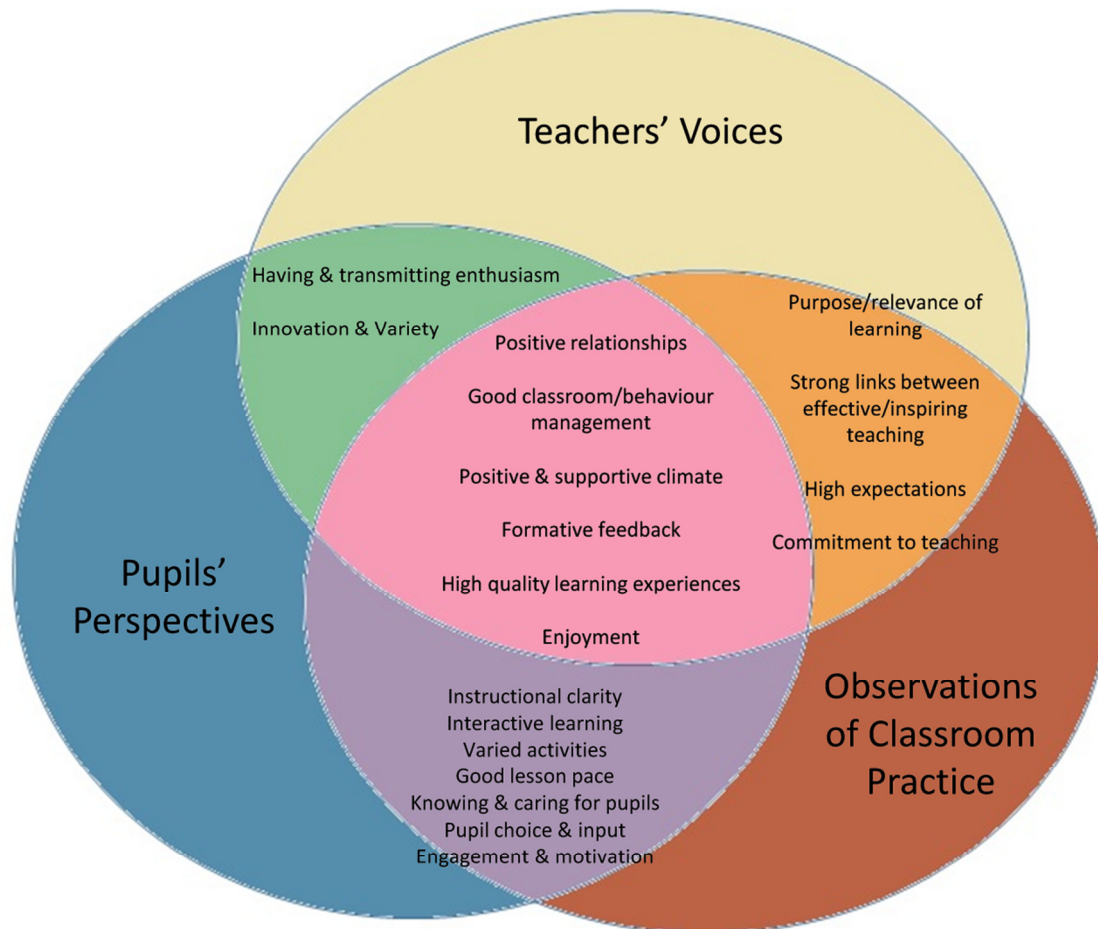 Teachers’ Voices
Having & transmitting enthusiasm
Innovation & Variety
Purpose/relevance of
learning
Strong links between
effective/inspiring
teaching
High expectations
Commitment to teaching
Positive relationships
Good classroom/behaviour
management
Positive & supportive climate
Formative feedback
High quality learning experiences
Enjoyment
Pupils’
Perspectives
Instructional clarity
Interactive learning
Varied activities
Good lesson pace
Knowing & caring for pupils
Pupil choice & input
Engagement & motivation
Observations
of Classroom
Practice